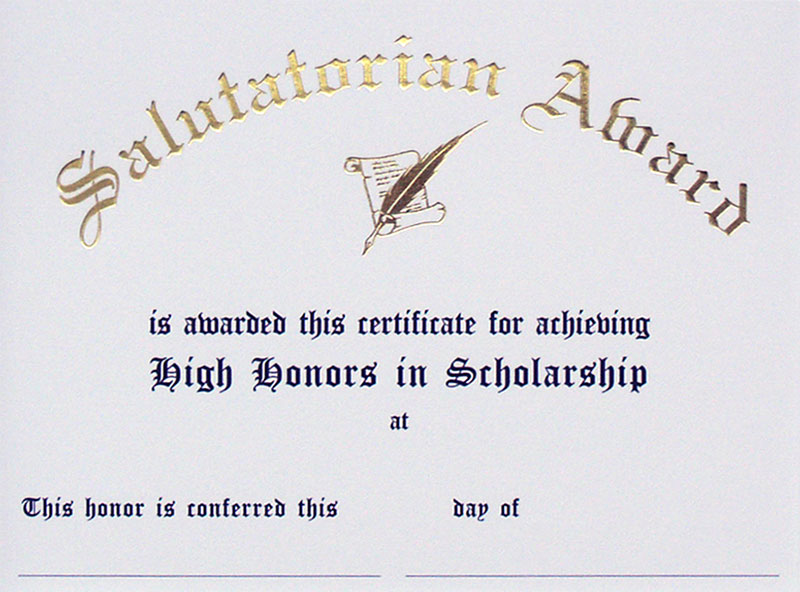 Salutatorian Award
is awarded this certificate for achieving
High Honors in Scholarship
at
This honor is conferred this day of